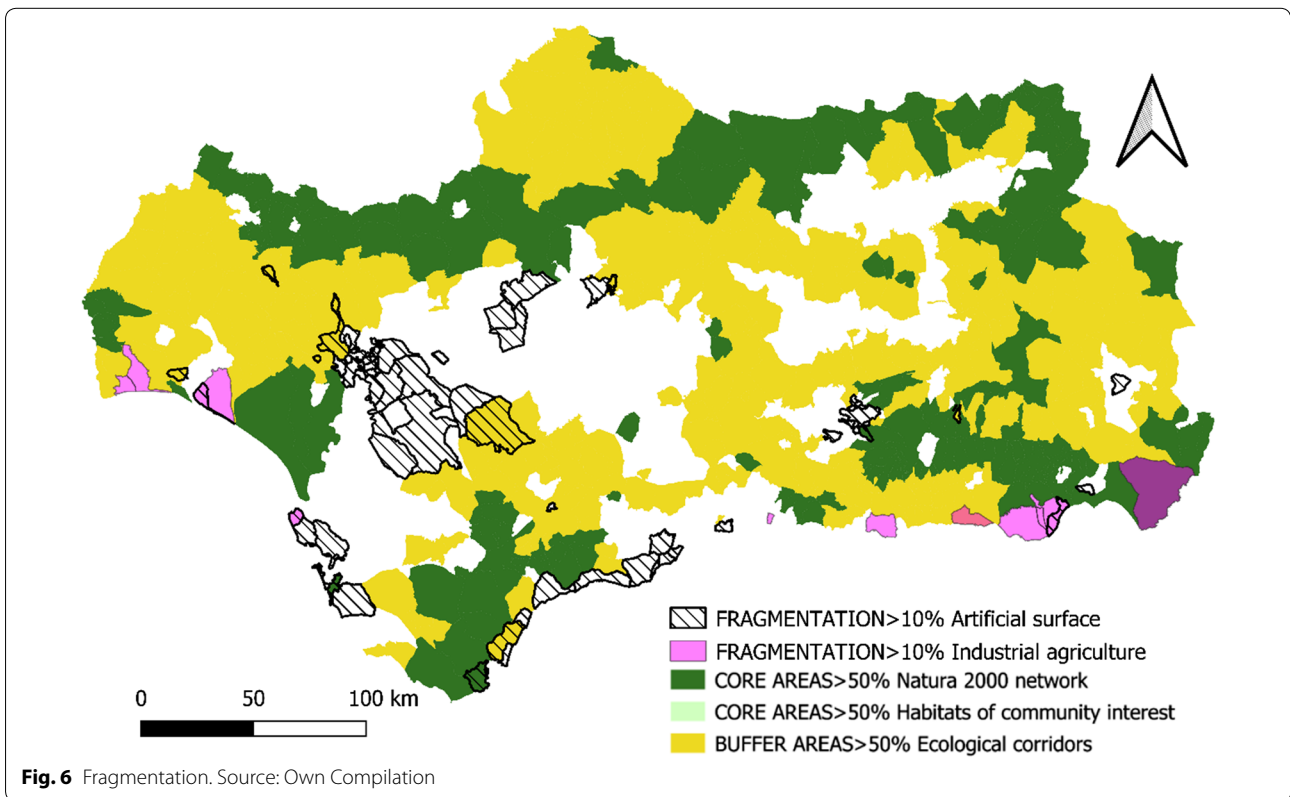 FRAGMENTATION>10% Artificial surface
FRAGMENTATION>10% Industrial agriculture
CORE AREAS>50% Natura 2000 network
CORE AREAS>50% Habitats of community interest
BUFFER AREAS>50% Ecological corridors
0 50 100 km
Fig. 6 Fragmentation. Source: Own Compilation